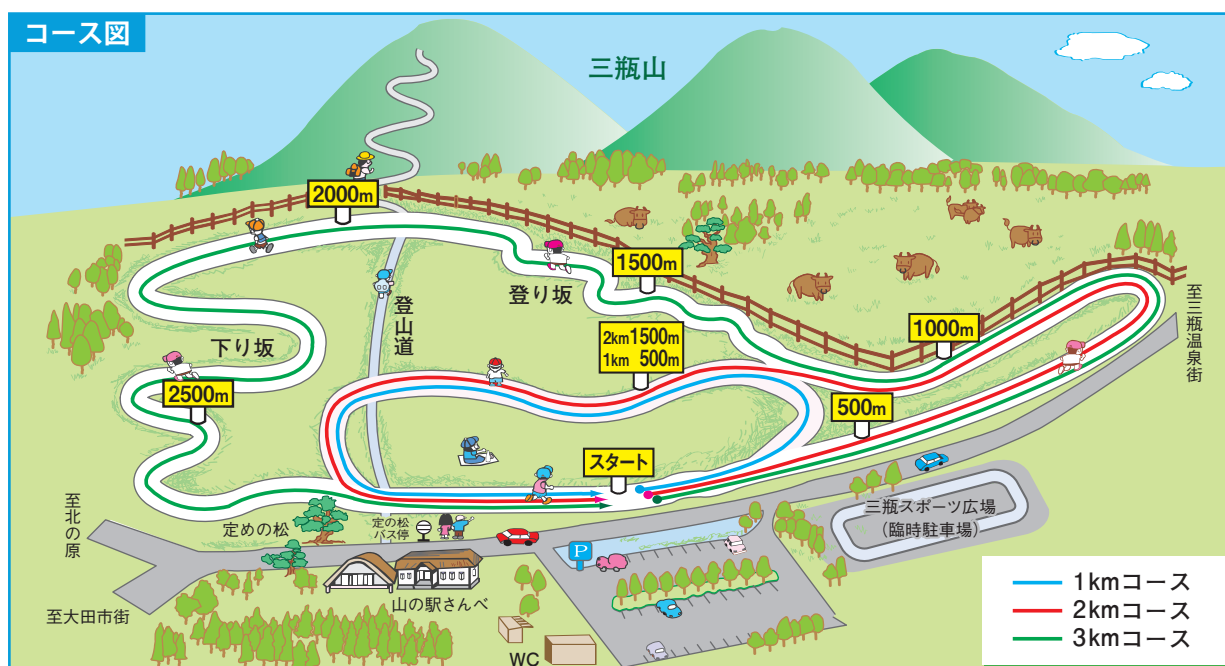 コース図
三瓶山
2000m
1500m
登り坂
登山道
1000m
2km 1500m
1km 500m
下り坂
至三瓶温泉街
2500m
500m
スタート
至北の原
定めの松
定の松
バス停
三瓶スポーツ広場
(臨時駐車場)
P
山の駅さんべ
至大田市街
WC
1kmコース
2kmコース
3kmコース